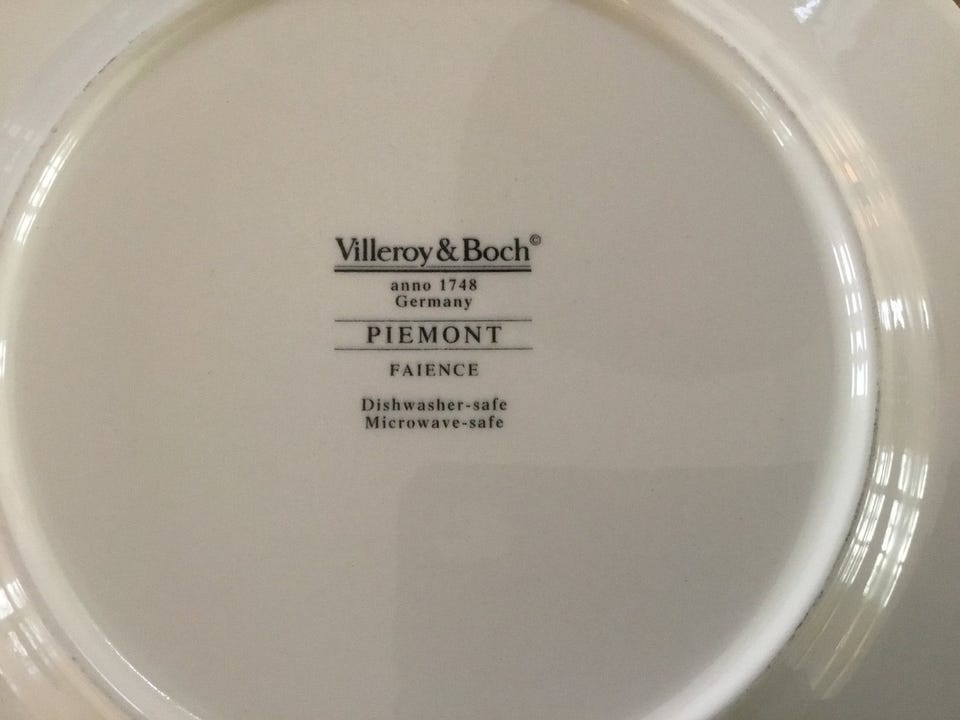 Villeroy & Boch©
anno 1748
Germany
PIEMONT
FAIENCE
Dishwasher-safe
Microwave-safe